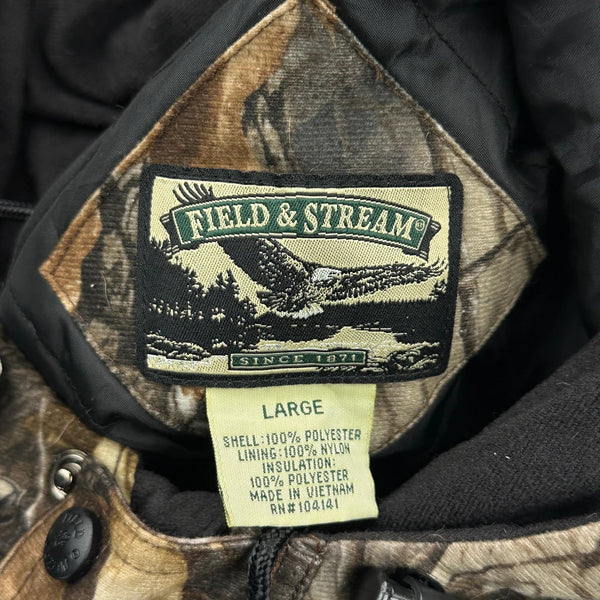 FIELD & STREAM®
SINCE 1871
LARGE
SHELL:100% POLYESTER
LINING:100% NYLON
INSULATION:
100% POLYESTER
MADE IN VIETNAM
RN#104141